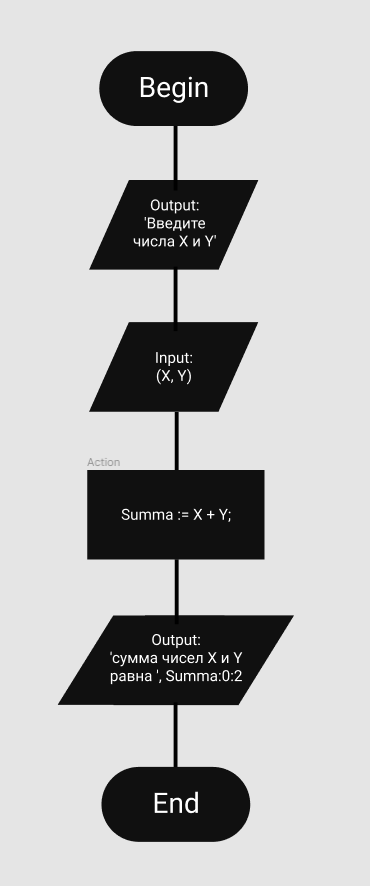 Begin
Output:
'Введите
числа X и Y'
Input:
(X, Y)
Action
Summa := X + Y;
Output:
'сумма чисел X и Y
равна ', Summa:0:2
End